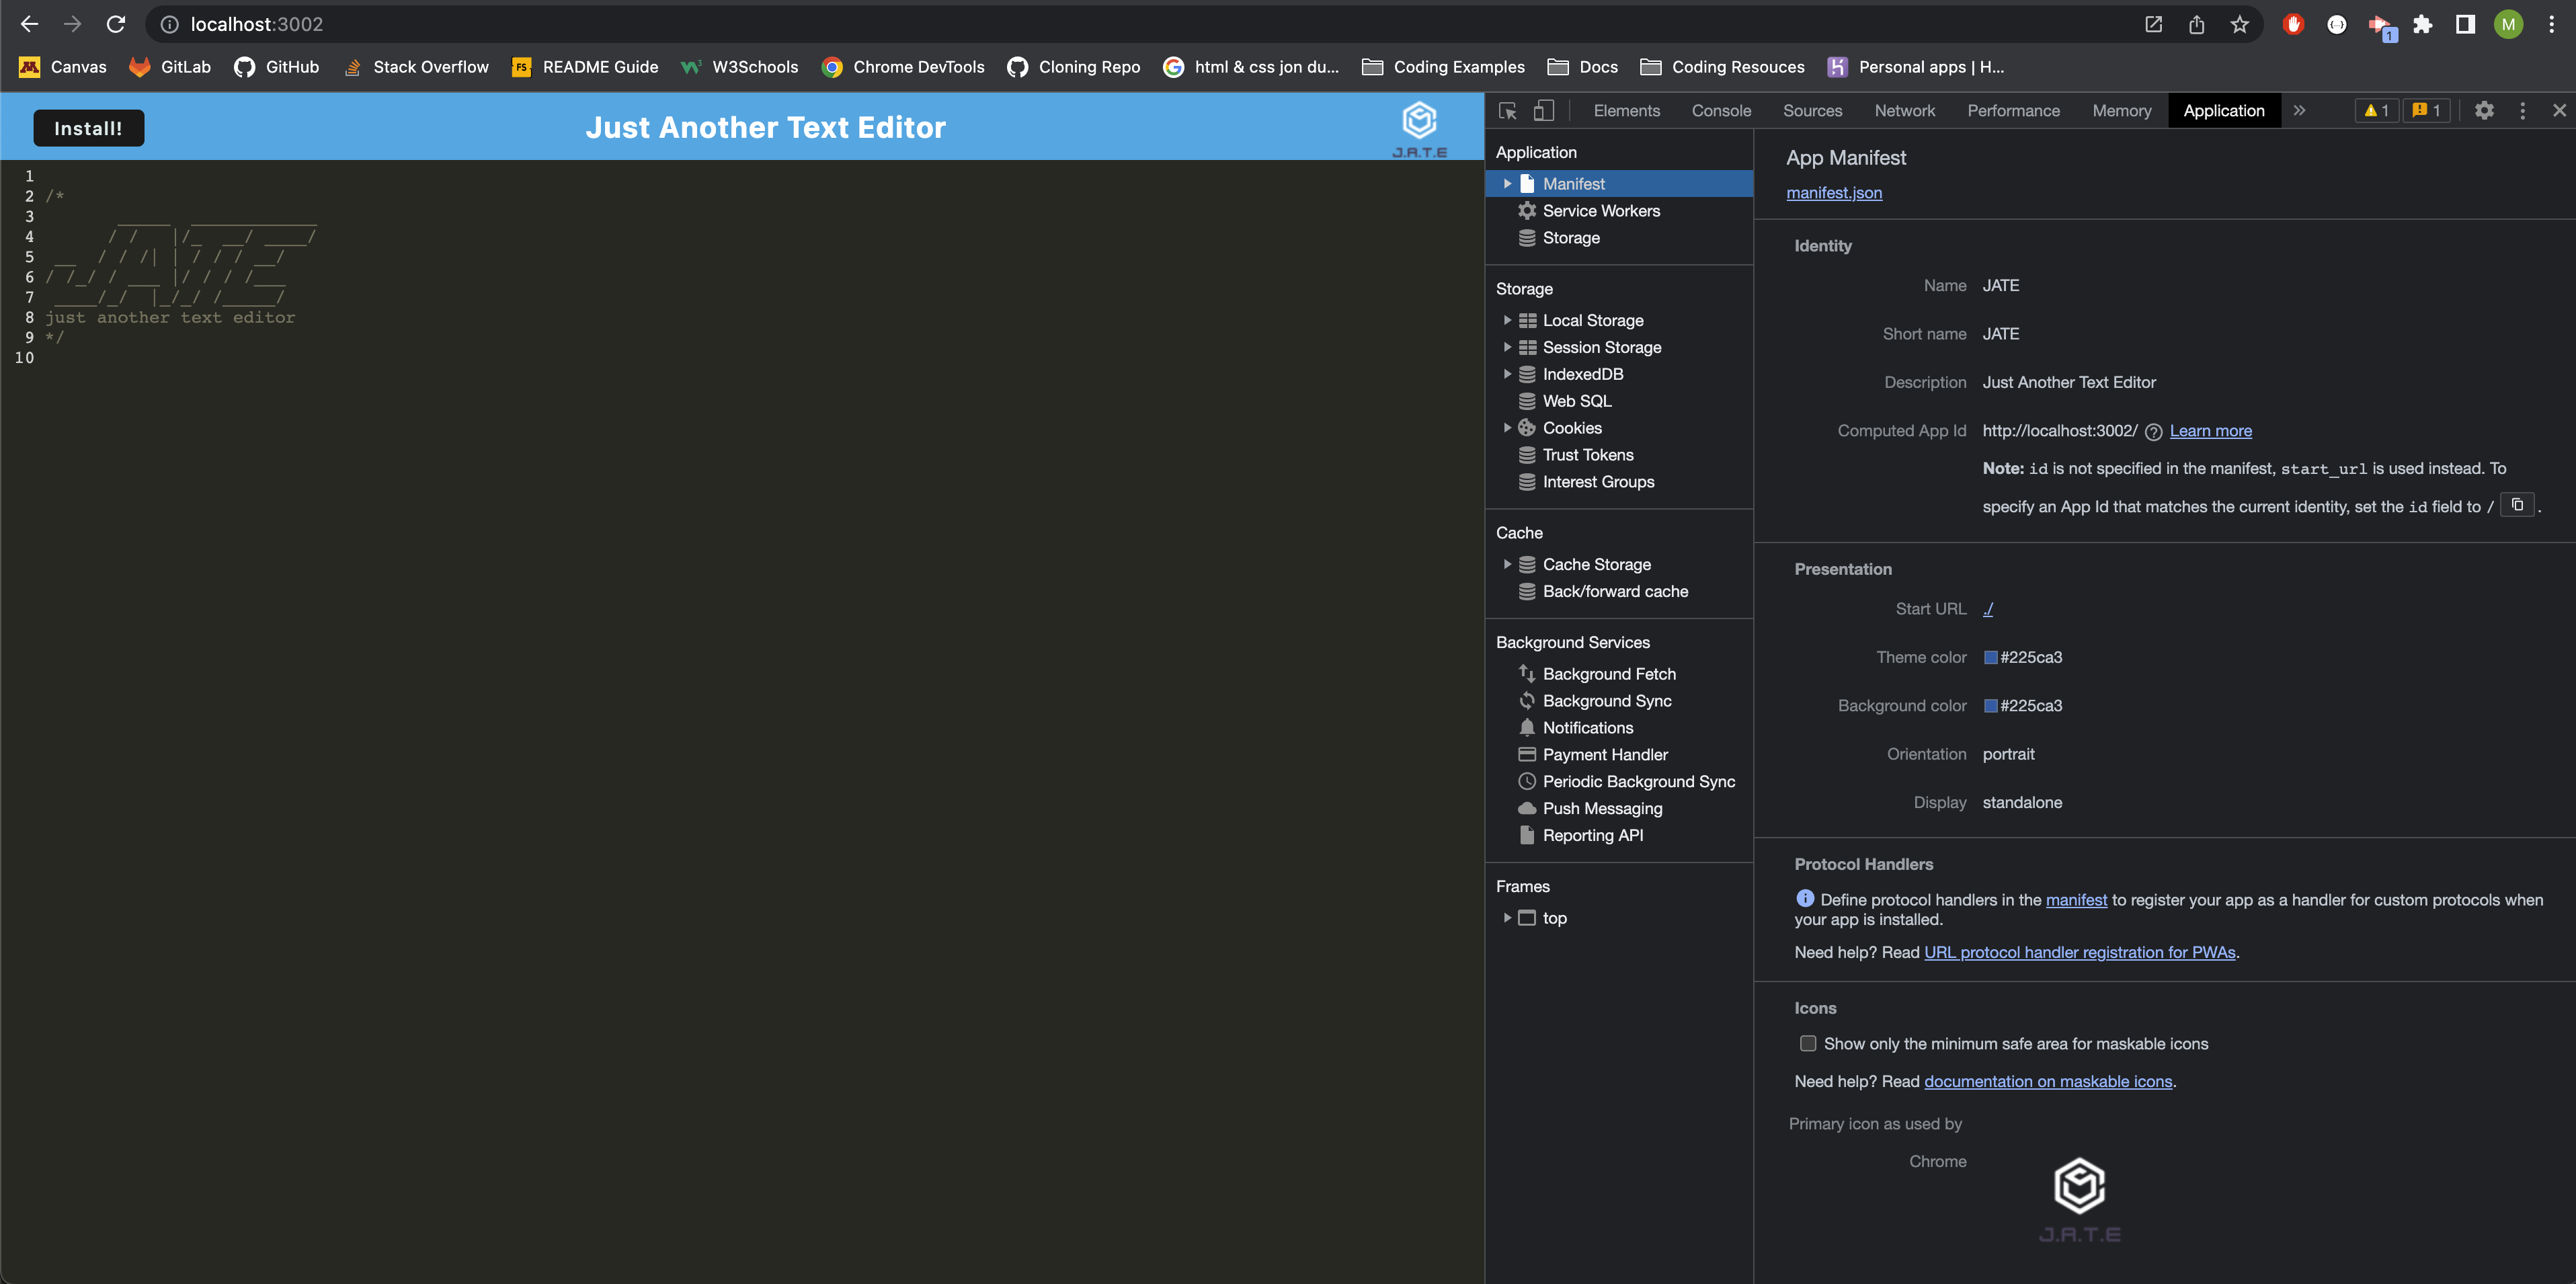 localhost:3002
M
1
Canvas GitLab GitHub Stack Overflow README Guide W3Schools Chrome DevTools Cloning Repo html & css jon du... Coding Examples Docs Coding Resouces Personal apps | H...
Install!
Just Another Text Editor
J.A.T.E
1
2 /*
3      _____  ____________
4       / /   |/_  __/ ____/
5  __  / / /| | / / / __/
6 / /_/ / ___ |/ / / /___
7  ____/_/  |_/_/ /_____/
8 just another text editor
9 */
10
Elements Console Sources Network Performance Memory Application » 1 1
Application
Manifest
Service Workers
Storage
Storage
Local Storage
Session Storage
IndexedDB
Web SQL
Cookies
Trust Tokens
Interest Groups
Cache
Cache Storage
Back/forward cache
Background Services
Background Fetch
Background Sync
Notifications
Payment Handler
Periodic Background Sync
Push Messaging
Reporting API
Frames
top
App Manifest
manifest.json
Identity
Name JATE
Short name JATE
Description Just Another Text Editor
Computed App Id http://localhost:3002/ Learn more
Note: id is not specified in the manifest, start_url is used instead. To
specify an App Id that matches the current identity, set the id field to / .
Presentation
Start URL ./
Theme color #225ca3
Background color #225ca3
Orientation portrait
Display standalone
Protocol Handlers
Define protocol handlers in the manifest to register your app as a handler for custom protocols when
your app is installed.
Need help? Read URL protocol handler registration for PWAs.
Icons
Show only the minimum safe area for maskable icons
Need help? Read documentation on maskable icons.
Primary icon as used by
Chrome
J.A.T.E